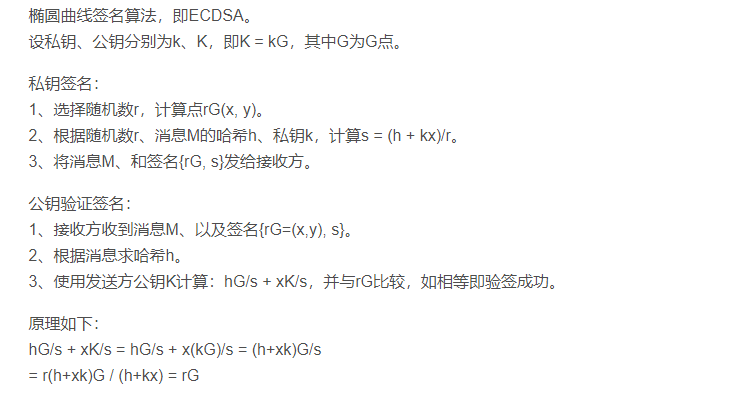 椭圆曲线签名算法，即ECDSA。
设私钥、公钥分别为k、K，即K = kG，其中G为G点。
私钥签名：
1、选择随机数r，计算点rG(x, y)。
2、根据随机数r、消息M的哈希h、私钥k，计算s = (h + kx)/r。
3、将消息M、和签名{rG, s}发给接收方。
公钥验证签名：
1、接收方收到消息M、以及签名{rG=(x,y), s}。
2、根据消息求哈希h。
3、使用发送方公钥K计算：hG/s + xK/s，并与rG比较，如相等即验签成功。
原理如下：
hG/s + xK/s = hG/s + x(kG)/s = (h+xk)G/s
= r(h+xk)G / (h+kx) = rG